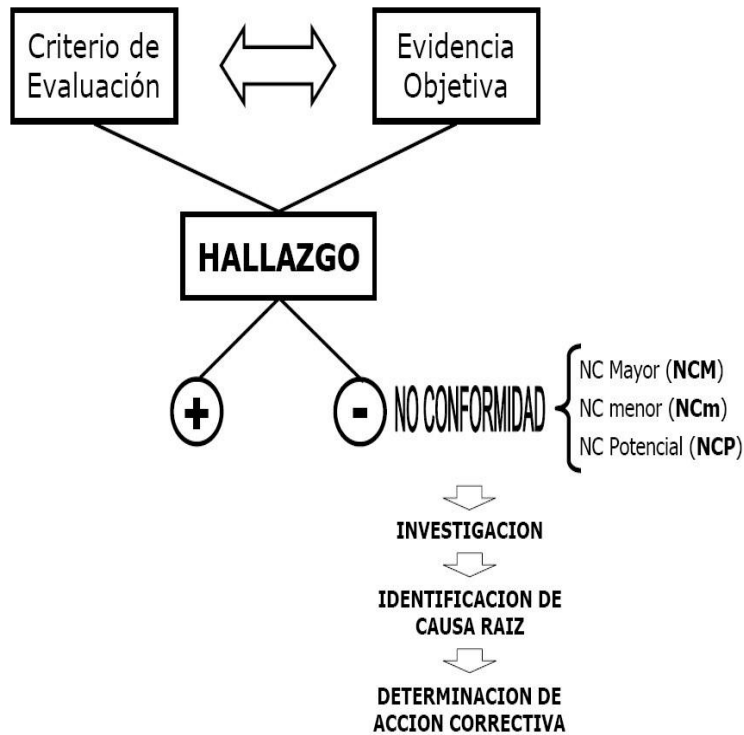 Criterio de
Evaluación
Evidencia
Objetiva
HALLAZGO
+
-
NO CONFORMIDAD
NC Mayor (NCM)
NC menor (NCm)
NC Potencial (NCP)
INVESTIGACION
IDENTIFICACION DE
CAUSA RAIZ
DETERMINACION DE
ACCION CORRECTIVA